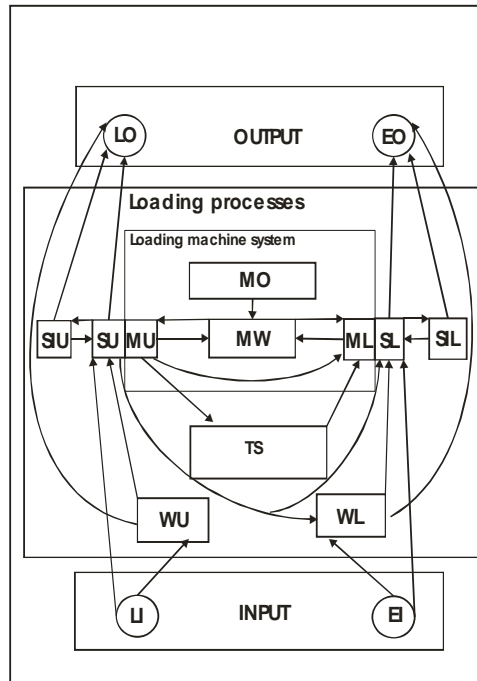 LO OUTPUT EO
Loading processes
Loading machine system
MO
SIU SU MU MW ML SL SIL
TS
WU WL
LI INPUT EI